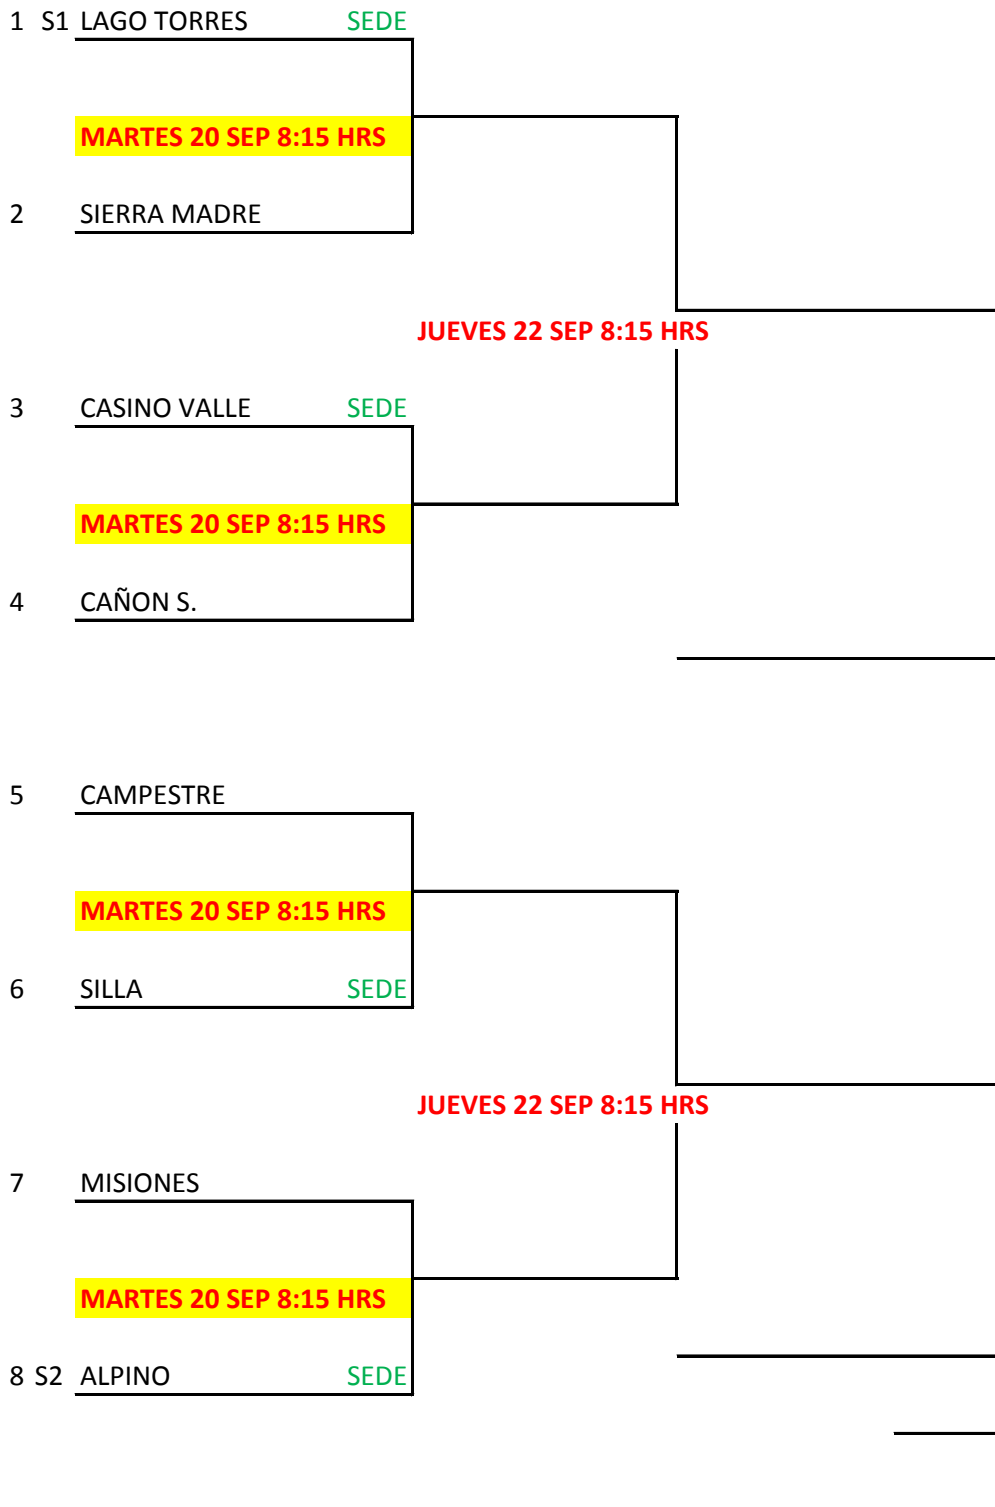 1 S1 LAGO TORRES SEDE
MARTES 20 SEP 8:15 HRS
2 SIERRA MADRE
JUEVES 22 SEP 8:15 HRS
3 CASINO VALLE SEDE
MARTES 20 SEP 8:15 HRS
4 CAÑON S.
5 CAMPESTRE
MARTES 20 SEP 8:15 HRS
6 SILLA SEDE
JUEVES 22 SEP 8:15 HRS
7 MISIONES
MARTES 20 SEP 8:15 HRS
8 S2 ALPINO SEDE